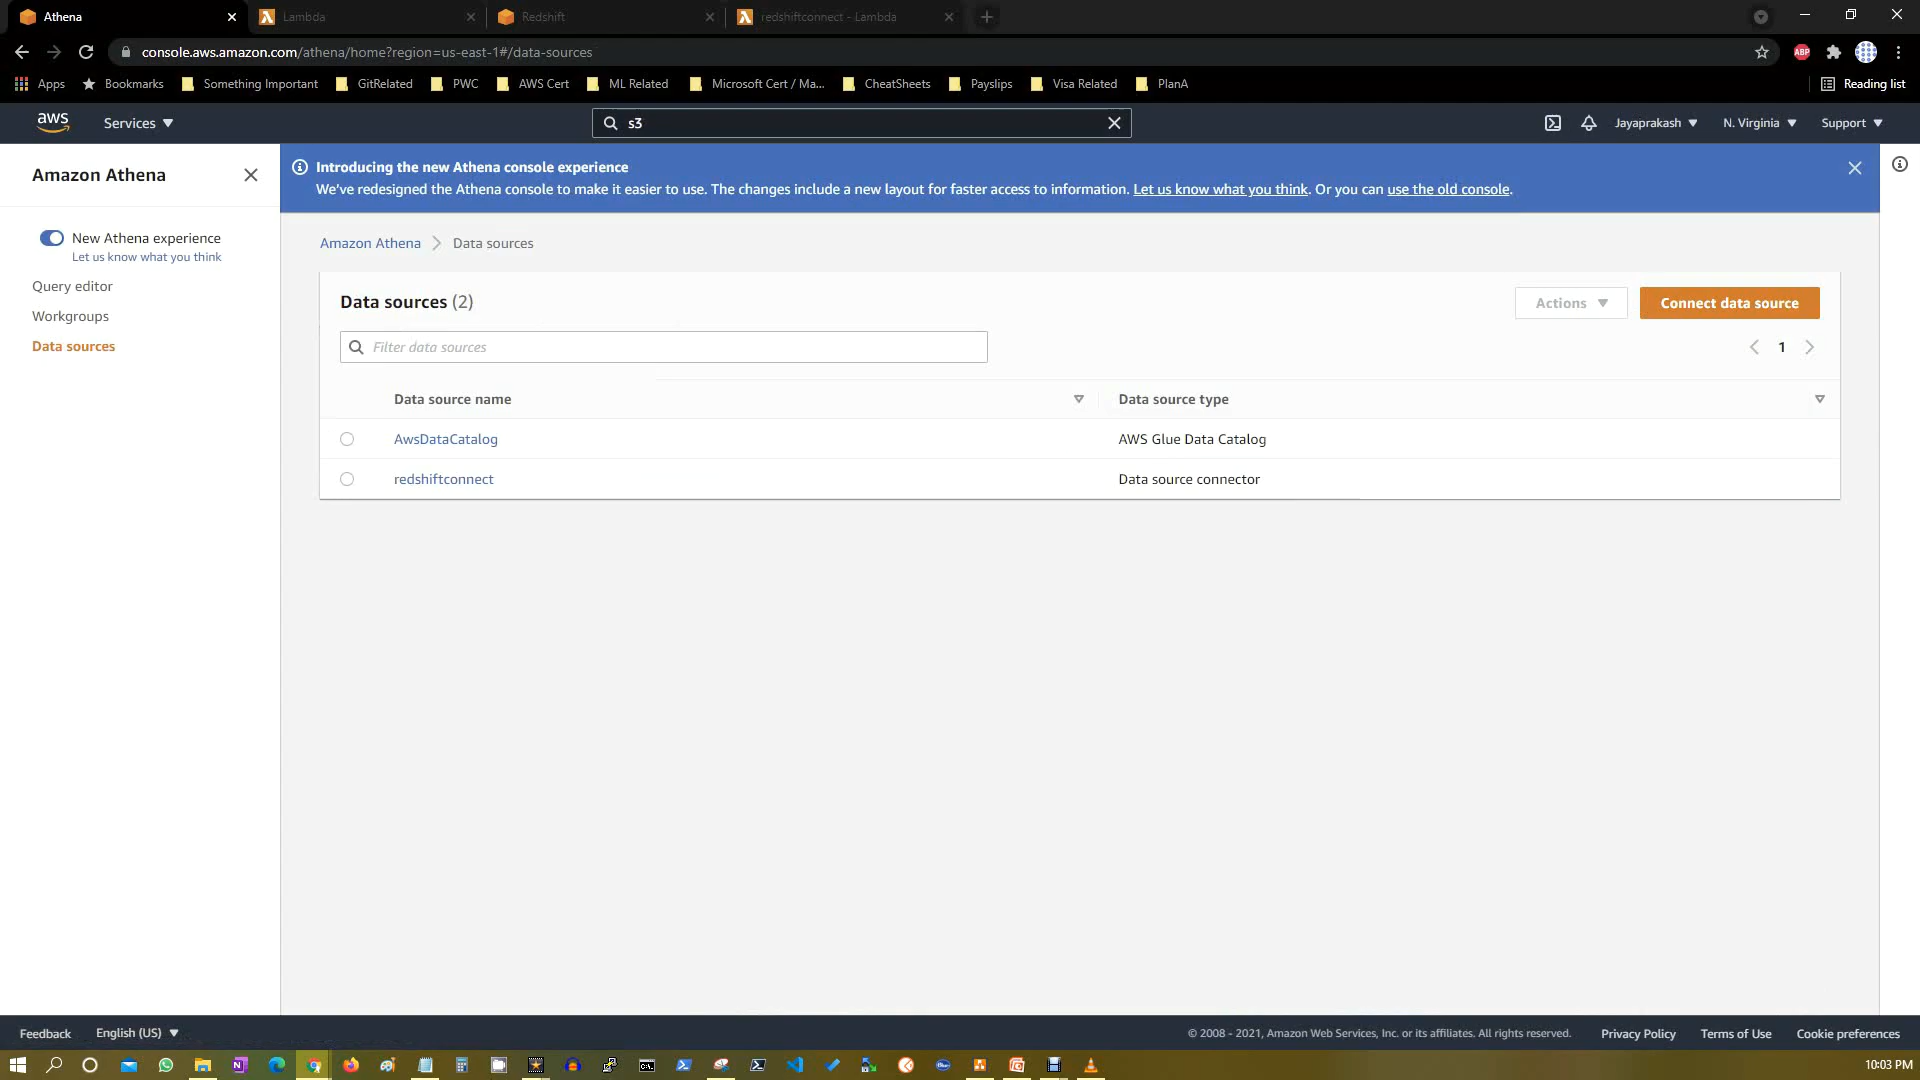 Athena
Lambda
Redshift
redshiftconnect - Lambda
console.aws.amazon.com/athena/home?region=us-east-1#/data-sources
ABP
Apps
Bookmarks
Something Important
GitRelated
PWC
AWS Cert
ML Related
Microsoft Cert / Ma...
CheatSheets
Payslips
Visa Related
PlanA
Reading list
aws
Services
s3
Jayaprakash
N. Virginia
Support
Amazon Athena
Introducing the new Athena console experience
We've redesigned the Athena console to make it easier to use. The changes include a new layout for faster access to information. Let us know what you think. Or you can use the old console.
New Athena experience
Let us know what you think
Query editor
Workgroups
Data sources
Amazon Athena
Data sources
Data sources (2)
Actions
Connect data source
Filter data sources
1
Data source name
Data source type
AwsDataCatalog
AWS Glue Data Catalog
redshiftconnect
Data source connector
Feedback
English (US)
© 2008 - 2021, Amazon Web Services, Inc. or its affiliates. All rights reserved.
Privacy Policy
Terms of Use
Cookie preferences
10:03 PM